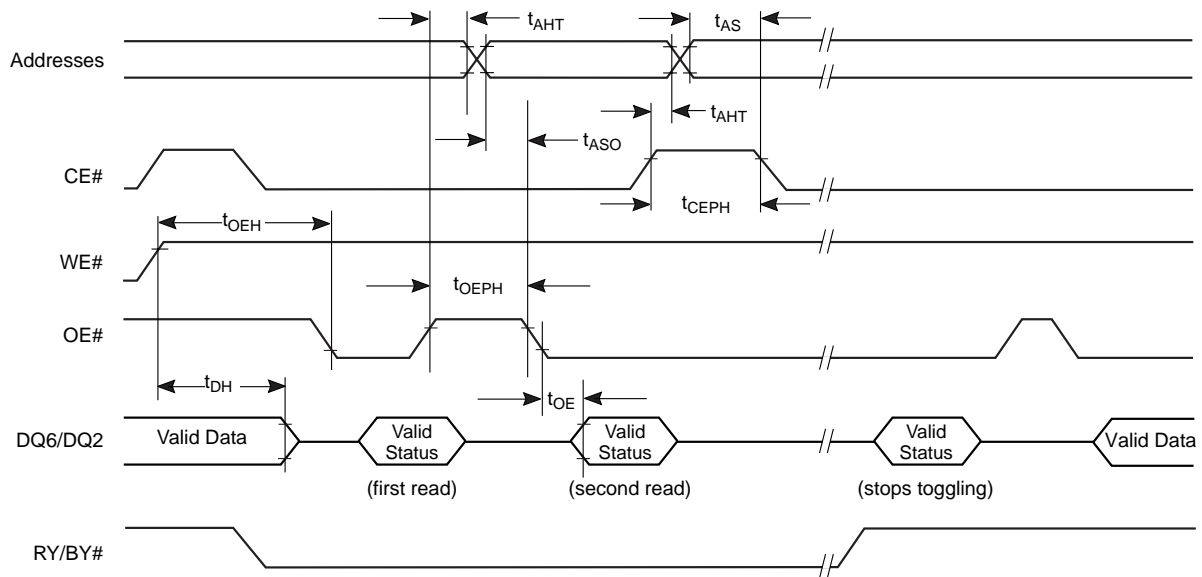 tAHT
tAS
Addresses
tAHT
tASO
CE#
tCEPH
tOEH
WE#
tOEPH
OE#
tDH
tOE
DQ6/DQ2
Valid Data
Valid
Status
Valid
Status
Valid
Status
Valid Data
(first read)
(second read)
(stops toggling)
RY/BY#